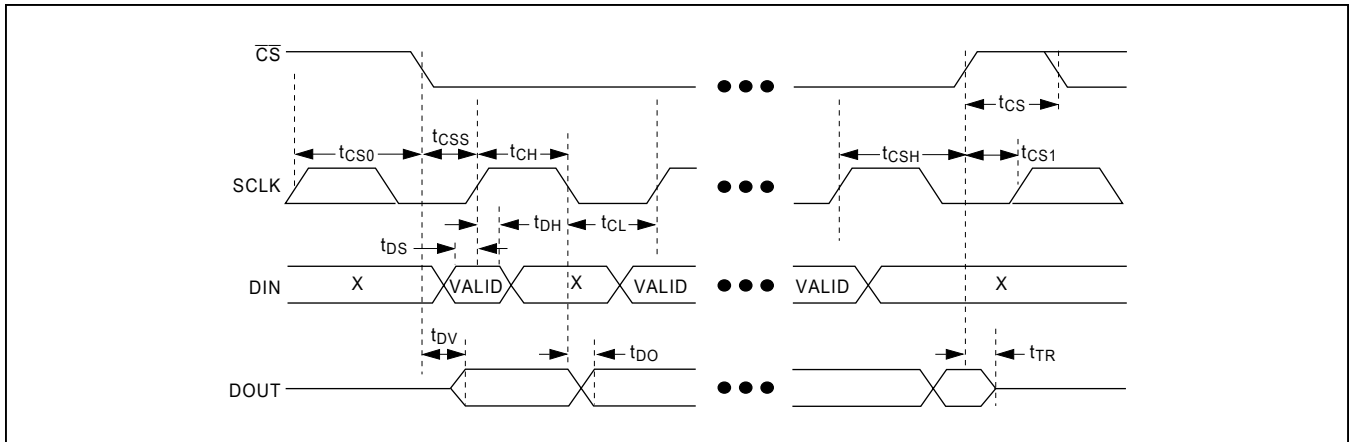 CS
tCS
tCSS
tCS0
tCH
tCSH
tCS1
SCLK
tDH
tCL
tDS
DIN
X
VALID
X
VALID
VALID
X
tDV
tDO
tTR
DOUT